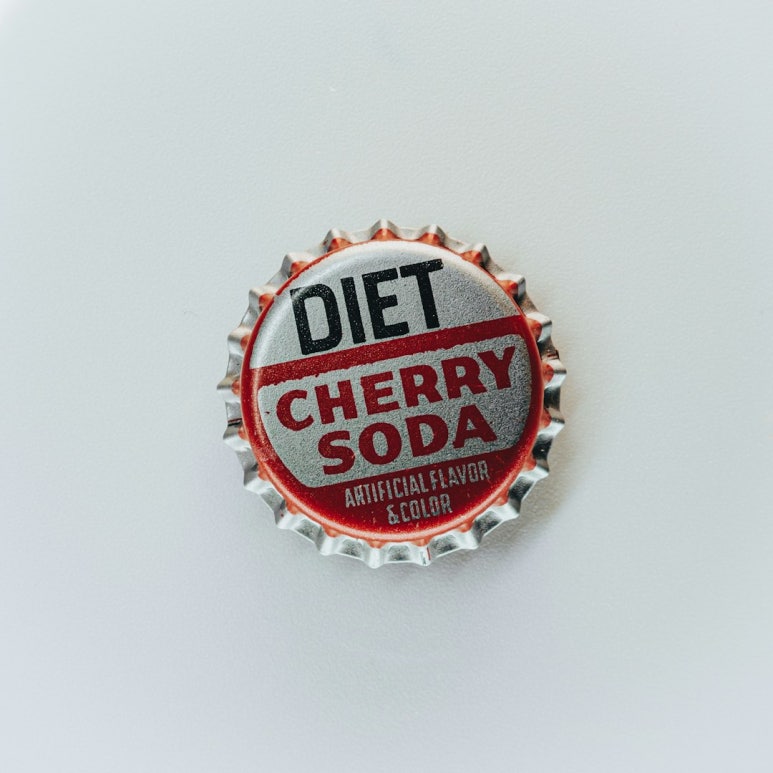 DIET
CHERRY
SODA
ARTIFICIAL FLAVOR
& COLOR